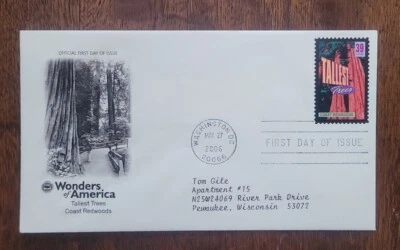 OFFICIAL FIRST DAY OF ISSUE
39
TALLEST
Trees
WASHINGTON DC
MAY 27
2006
20066
FIRST DAY OF ISSUE
Wonders
of America
Tallest Trees
Coast Redwoods
Tom Gile
Apartment #15
N25W24069 River Park Drive
Pewaukee, Wisconsin 53072